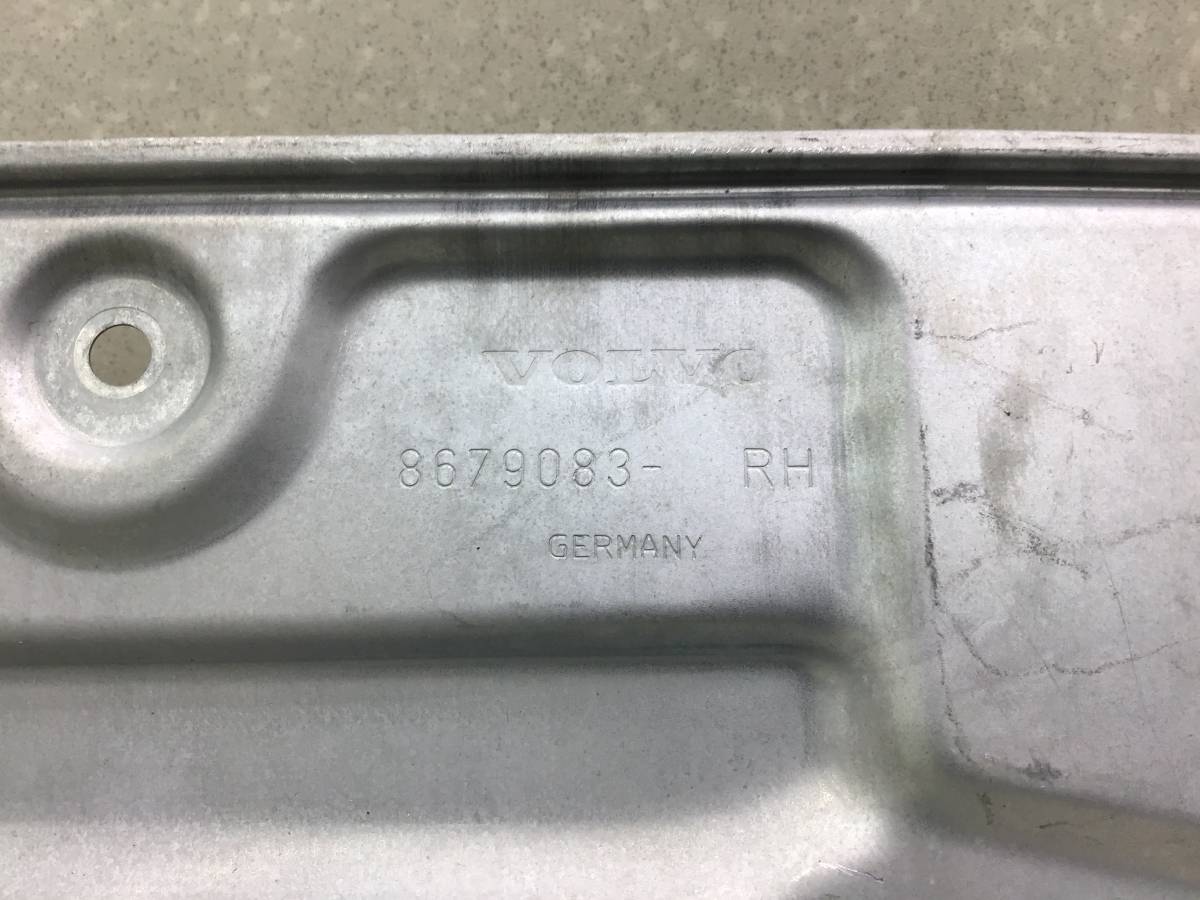 VOLVO
8679083- RH
GERMANY